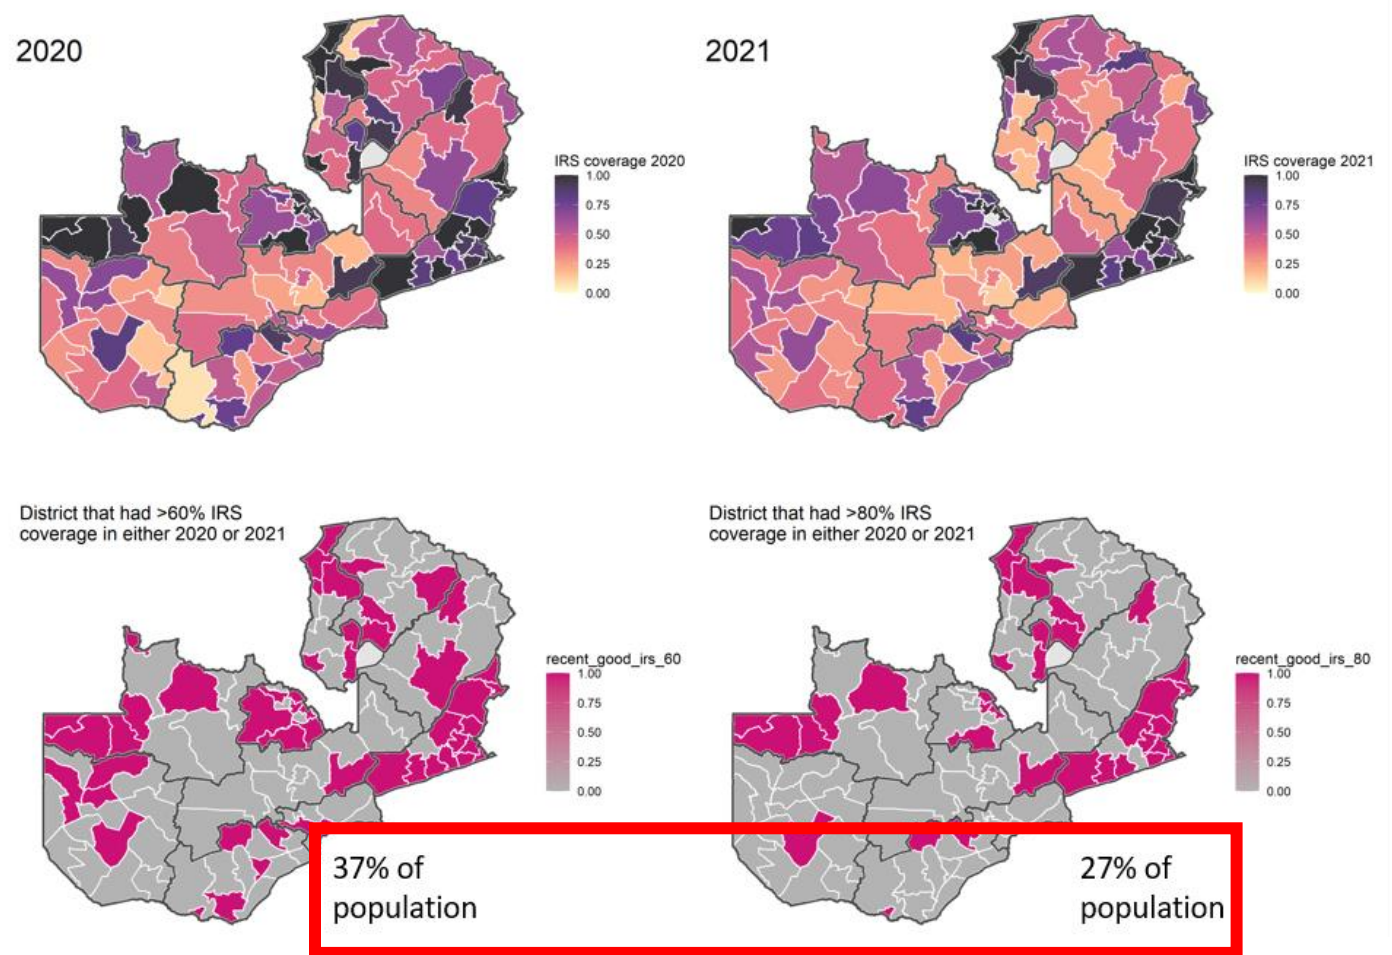 2020
2021
IRS coverage 2020
1.00
0.75
0.50
0.25
0.00
IRS coverage 2021
1.00
0.75
0.50
0.25
0.00
District that had >60% IRS
coverage in either 2020 or 2021
District that had >80% IRS
coverage in either 2020 or 2021
recent_good_irs_60
1.00
0.75
0.50
0.25
0.00
recent_good_irs_80
1.00
0.75
0.50
0.25
0.00
37% of
population
27% of
population